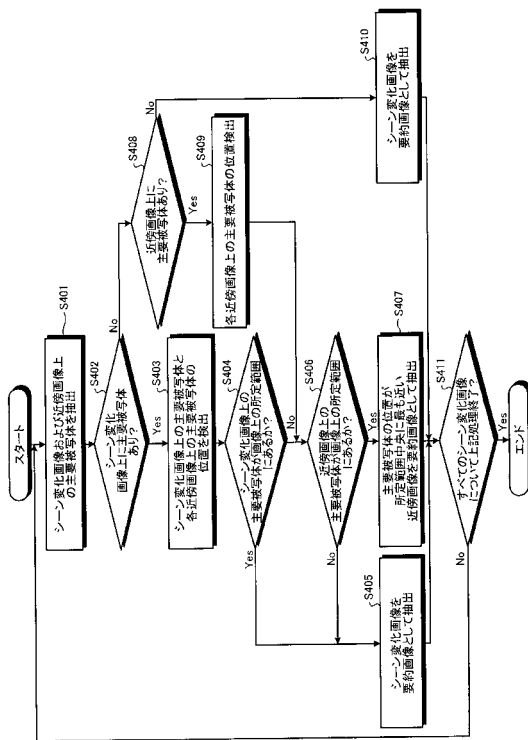 スタート
S401
シーン変化画像および近傍画像上
の主要被写体を抽出
S402
シーン変化
画像上に主要被写体
あり?
No
Yes
S408
近傍画像上に
主要被写体あり?
No
Yes
S403
シーン変化画像上の主要被写体と
各近傍画像上の主要被写体の
位置を検出
S409
各近傍画像上の主要被写体の位置検出
S404
シーン変化画像上の
主要被写体が画像上の所定範囲
にあるか?
Yes
No
S406
近傍画像上の
主要被写体が画像上の所定範囲
にあるか?
No
Yes
S405
シーン変化画像を
要約画像として抽出
S407
主要被写体の位置が
所定範囲中央に最も近い
近傍画像を要約画像として抽出
S410
シーン変化画像を
要約画像として抽出
S411
すべてのシーン変化画像
について上記処理終了?
No
Yes
エンド